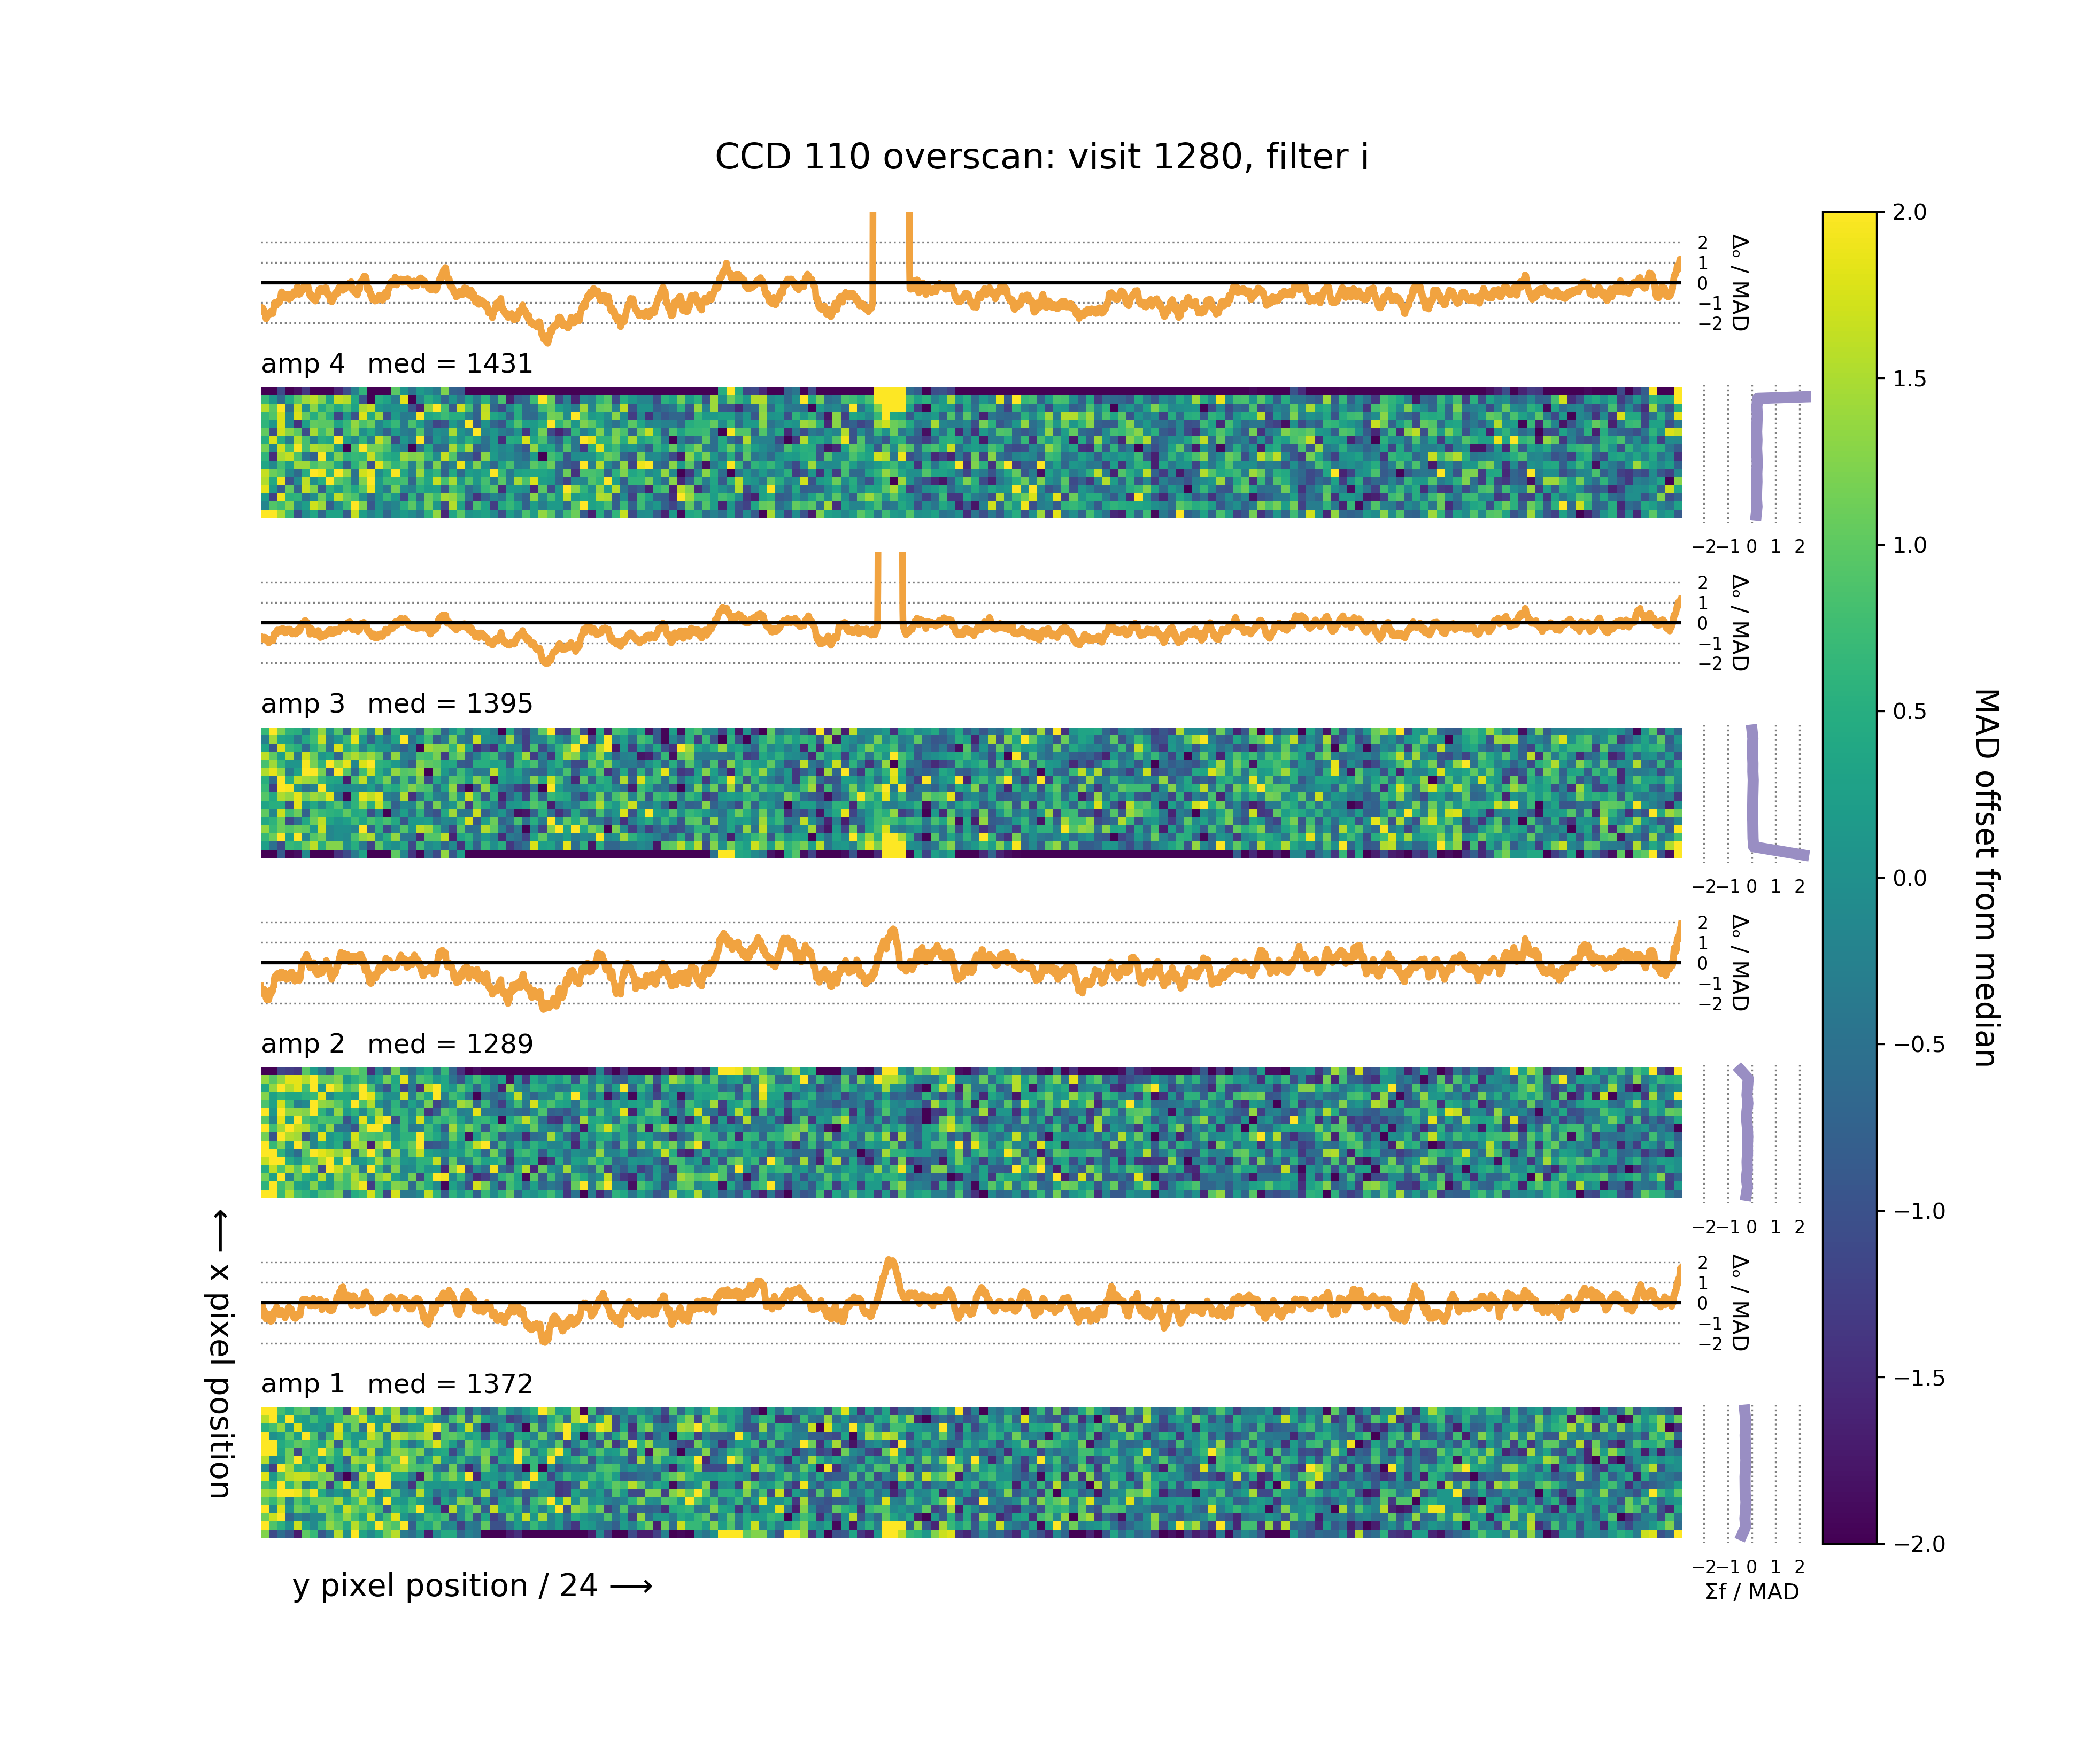 CCD 110 overscan: visit 1280, filter i
2
1
0
−1
−2
Δₒ / MAD
amp 4 med = 1431
−2 −1 0 1 2
2
1
0
−1
−2
Δₒ / MAD
amp 3 med = 1395
−2 −1 0 1 2
2
1
0
−1
−2
Δₒ / MAD
amp 2 med = 1289
−2 −1 0 1 2
2
1
0
−1
−2
Δₒ / MAD
amp 1 med = 1372
−2 −1 0 1 2
Σf / MAD
y pixel position / 24 ⟶
⟵ x pixel position
2.0
1.5
1.0
0.5
0.0
−0.5
−1.0
−1.5
−2.0
MAD offset from median